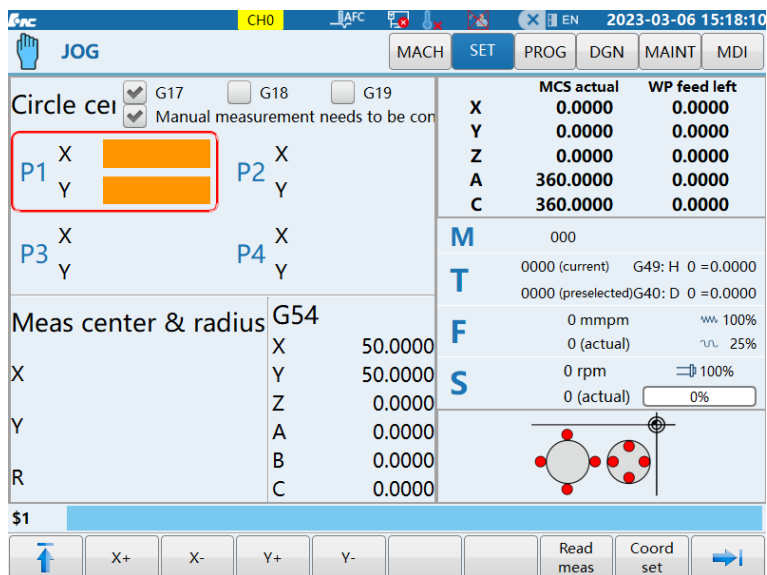 CH0 AFC EN 2023-03-06 15:18:10
JOG MACH SET PROG DGN MAINT MDI
Circle cei G17 G18 G19
Manual measurement needs to be con
P1 X
Y
P2 X
Y
P3 X
Y
P4 X
Y
Meas center & radius
X
Y
R
G54
X 50.0000
Y 50.0000
Z 0.0000
A 0.0000
B 0.0000
C 0.0000
MCS actual WP feed left
X 0.0000 0.0000
Y 0.0000 0.0000
Z 0.0000 0.0000
A 360.0000 0.0000
C 360.0000 0.0000
M 000
T 0000 (current) G49: H 0 =0.0000
0000 (preselected)G40: D 0 =0.0000
F 0 mmpm 100%
0 (actual) 25%
S 0 rpm 100%
0 (actual) 0%
$1
X+ X- Y+ Y- Read meas Coord set